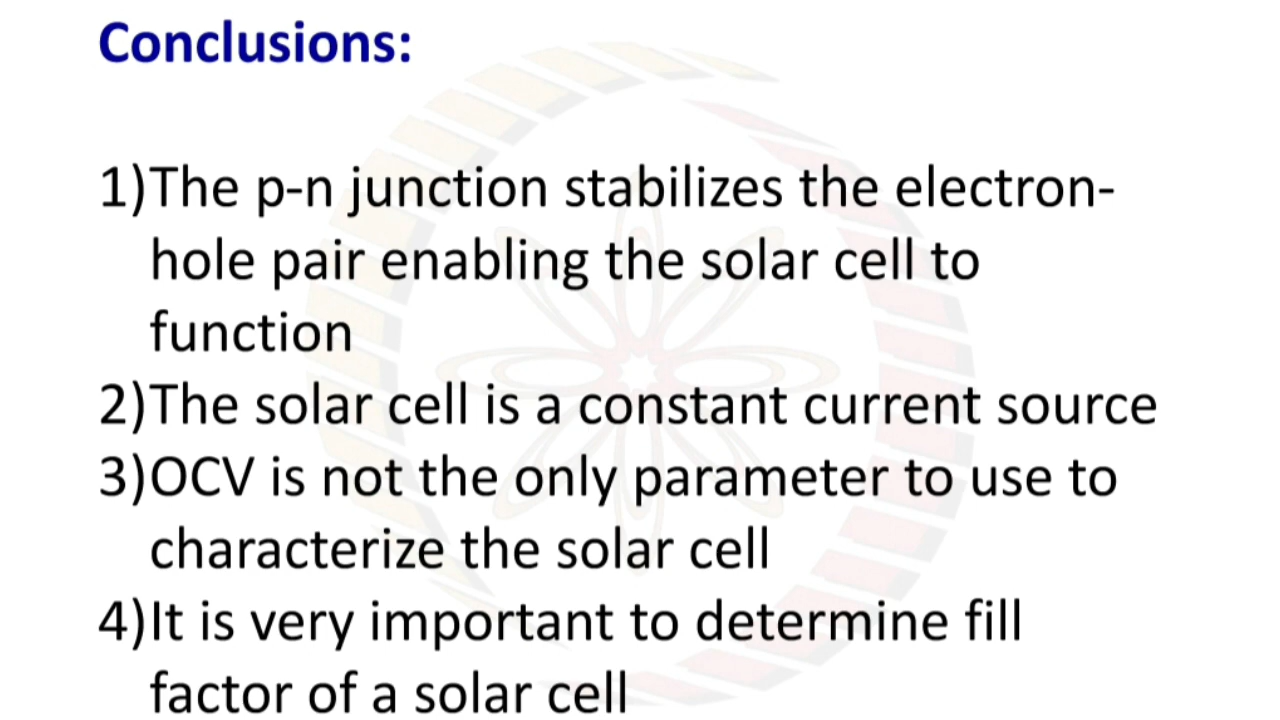 Conclusions:
1)The p-n junction stabilizes the electron-
hole pair enabling the solar cell to
function
2)The solar cell is a constant current source
3)OCV is not the only parameter to use to
characterize the solar cell
4)It is very important to determine fill
factor of a solar cell